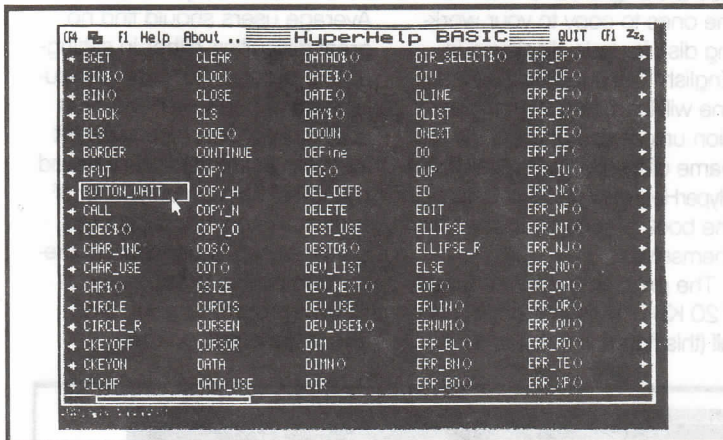 CF4 F1 Help About .. HyperHelp BASIC QUIT CF1 Zzz
BGET CLEAR DATAD$() DIR_SELECT$() ERR_BP()
BIN$() CLOCK DATE$() DIV ERR_DF()
BIN() CLOSE DATE() DLINE ERR_EF()
BLOCK CLS DAY$() DLIST ERR_EX()
BLS CODE() DDOWN DNEXT ERR_FE()
BORDER CONTINUE DEFine DO ERR_FF()
BPUT COPY DEG() DUP ERR_IU()
BUTTON_WAIT COPY_H DEL_DEFB ED ERR_NC()
CALL COPY_N DELETE EDIT ERR_NF()
CDEC$() COPY_O DEST_USE ELLIPSE ERR_NI()
CHAR_INC COS() DESTD$() ELLIPSE_R ERR_NJ()
CHAR_USE COT() DEV_LIST ELSE ERR_NO()
CHR$() CSIZE DEV_NEXT() EOF() ERR_OM()
CIRCLE CURDIS DEV_USE ERLIN() ERR_OR()
CIRCLE_R CURSEN DEV_USE$() ERNUM() ERR_OV()
CKEYOFF CURSOR DIM ERR_BL() ERR_RO()
CKEYON DATA DIMN() ERR_BN() ERR_TE()
CLCHP DATA_USE DIR ERR_BO() ERR_XP()